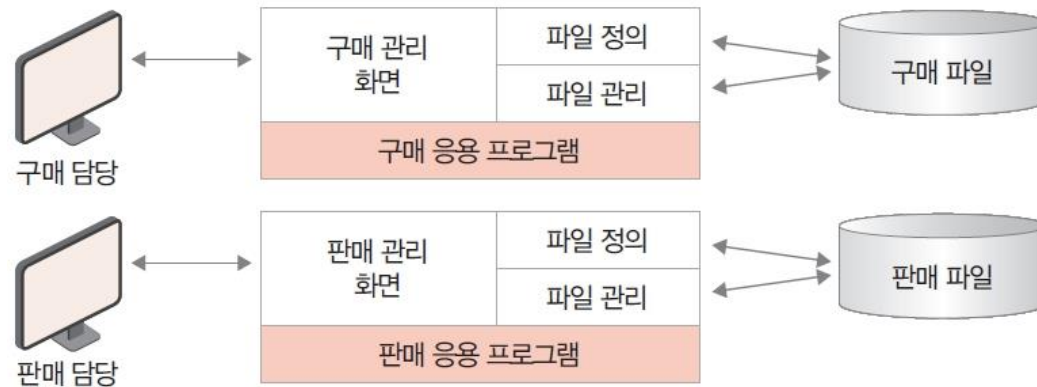 구매 관리
화면
파일 정의
파일 관리
구매 응용 프로그램
구매 담당
구매 파일
판매 관리
화면
파일 정의
파일 관리
판매 응용 프로그램
판매 담당
판매 파일